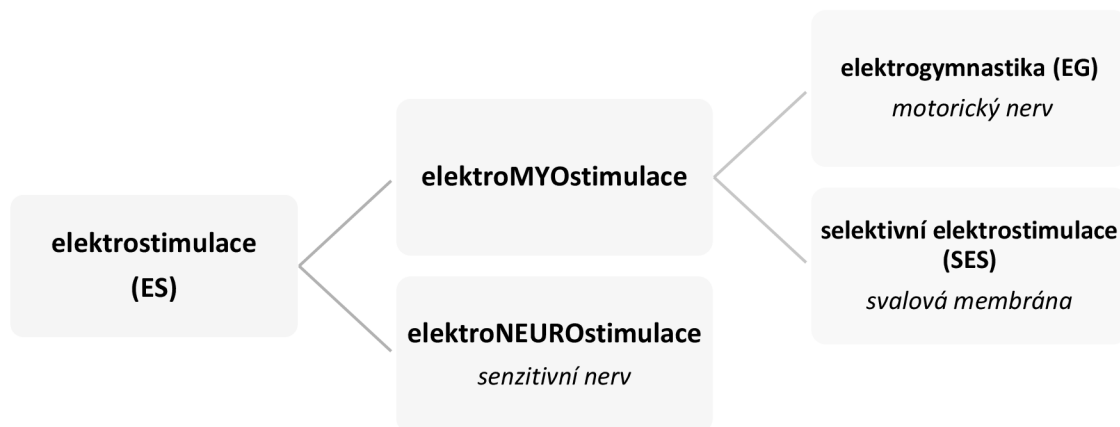 elektrostimulace
(ES)
elektroMYOstimulace
elektroNEUROstimulace
senzitivní nerv
elektrogymnastika (EG)
motorický nerv
selektivní elektrostimulace
(SES)
svalová membrána